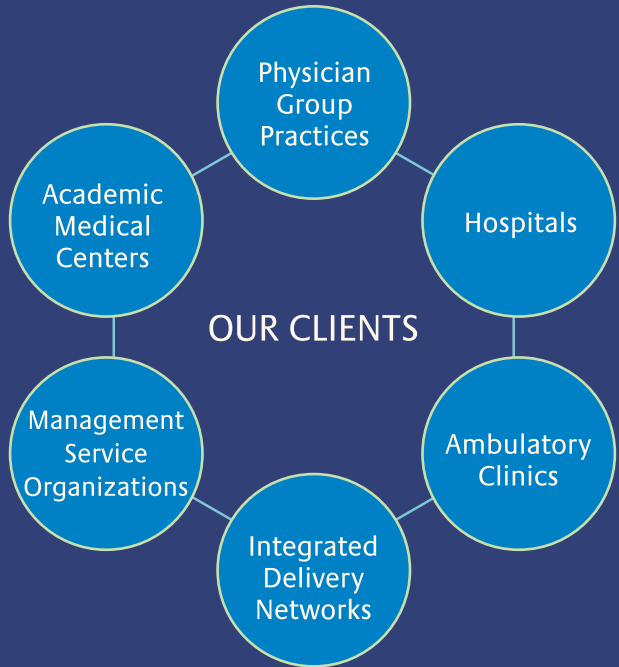 Physician
Group
Practices
Academic
Medical
Centers
Hospitals
OUR CLIENTS
Management
Service
Organizations
Ambulatory
Clinics
Integrated
Delivery
Networks